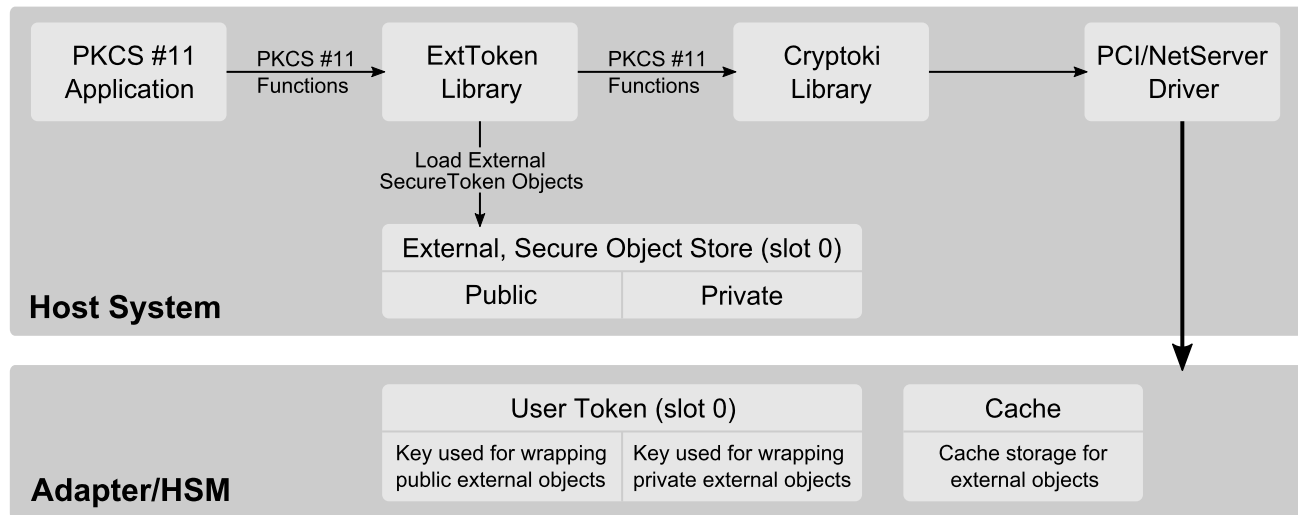 PKCS #11
Application
PKCS #11
Functions
ExtToken
Library
PKCS #11
Functions
Cryptoki
Library
PCI/NetServer
Driver
Load External
SecureToken Objects
External, Secure Object Store (slot 0)
Public
Private
Host System
User Token (slot 0)
Key used for wrapping
public external objects
Key used for wrapping
private external objects
Cache
Cache storage for
external objects
Adapter/HSM